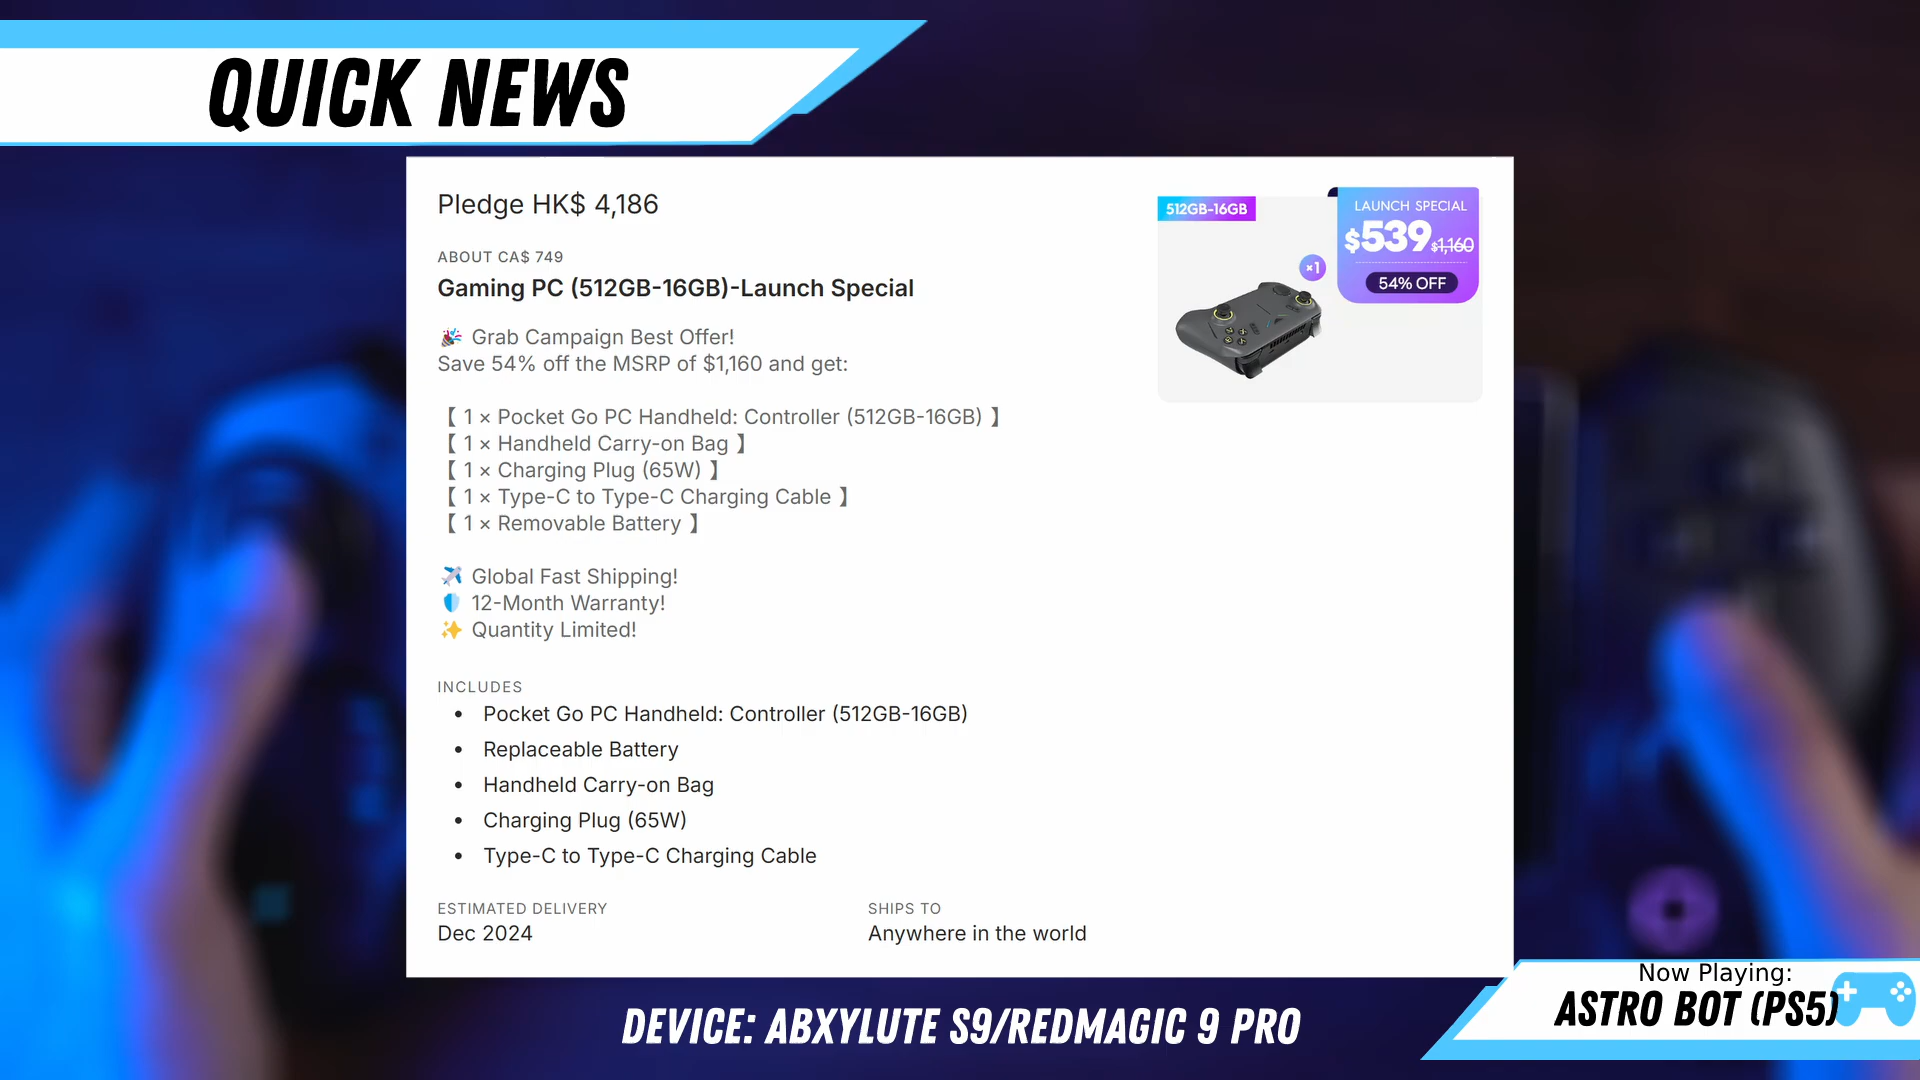 QUICK NEWS
Pledge HK$ 4,186
ABOUT CA$ 749
Gaming PC (512GB-16GB)-Launch Special
Grab Campaign Best Offer!
Save 54% off the MSRP of $1,160 and get:
【 1 × Pocket Go PC Handheld: Controller (512GB-16GB) 】
【 1 × Handheld Carry-on Bag 】
【 1 × Charging Plug (65W) 】
【 1 × Type-C to Type-C Charging Cable 】
【 1 × Removable Battery 】
✈️ Global Fast Shipping!
🛡️ 12-Month Warranty!
✨ Quantity Limited!
INCLUDES
• Pocket Go PC Handheld: Controller (512GB-16GB)
• Replaceable Battery
• Handheld Carry-on Bag
• Charging Plug (65W)
• Type-C to Type-C Charging Cable
ESTIMATED DELIVERY
Dec 2024
SHIPS TO
Anywhere in the world
512GB-16GB
LAUNCH SPECIAL
$539 $1,160
54% OFF
×1
Now Playing:
ASTRO BOT (PS5)
DEVICE: ABXYLUTE S9/REDMAGIC 9 PRO